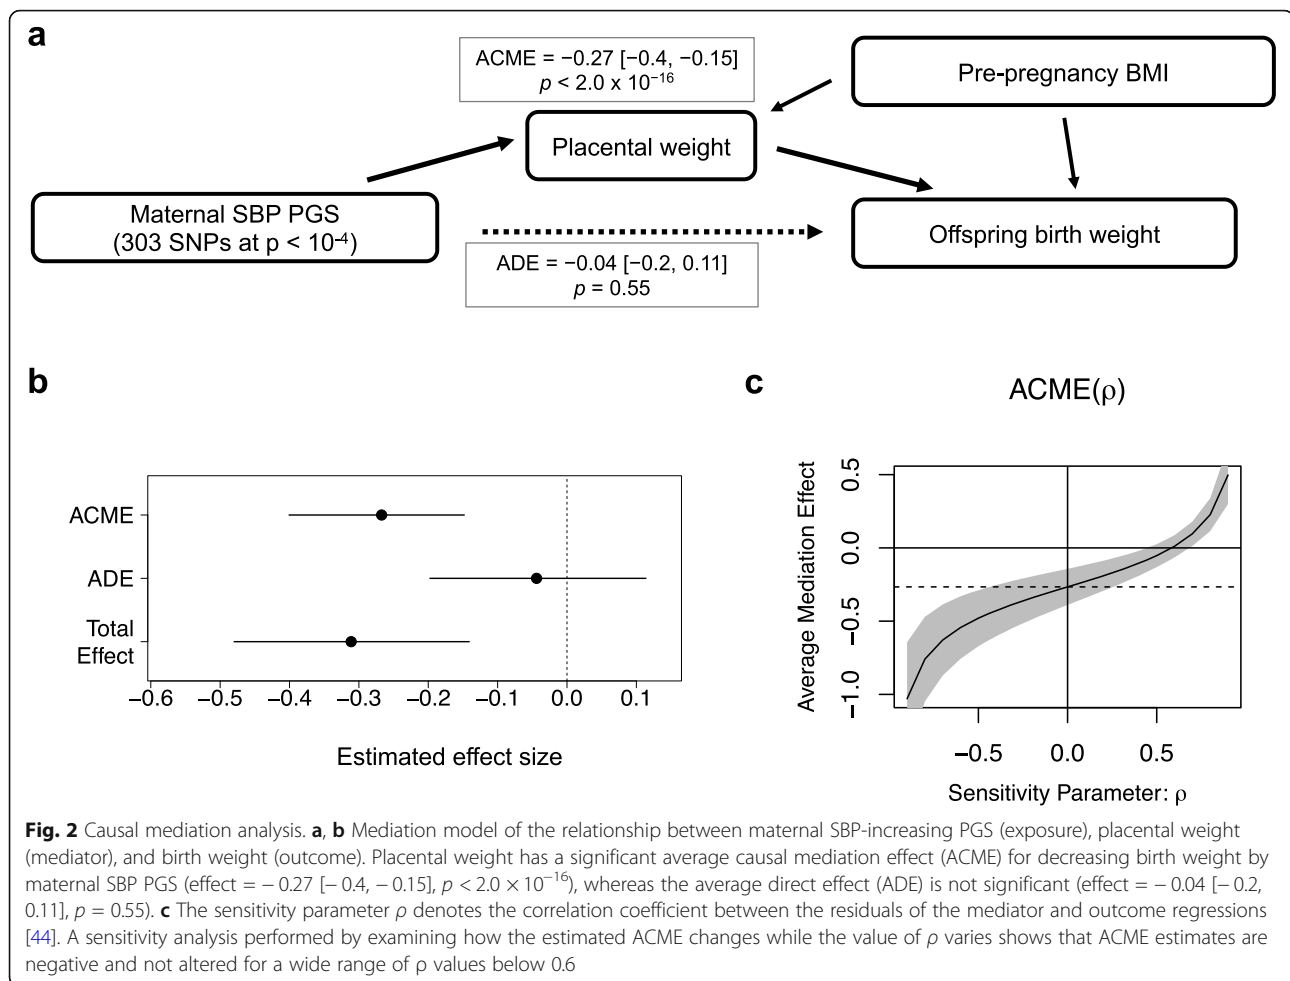 a
ACME = −0.27 [−0.4, −0.15]
p < 2.0 x 10⁻¹⁶
Pre-pregnancy BMI
Placental weight
Maternal SBP PGS
(303 SNPs at p < 10⁻⁴)
Offspring birth weight
ADE = −0.04 [−0.2, 0.11]
p = 0.55
b
ACME
ADE
Total
Effect
−0.6 −0.5 −0.4 −0.3 −0.2 −0.1 0.0 0.1
Estimated effect size
c
ACME(ρ)
Average Mediation Effect
0.5
0.0
−0.5
−1.0
−0.5 0.0 0.5
Sensitivity Parameter: ρ
Fig. 2 Causal mediation analysis. a, b Mediation model of the relationship between maternal SBP-increasing PGS (exposure), placental weight
(mediator), and birth weight (outcome). Placental weight has a significant average causal mediation effect (ACME) for decreasing birth weight by
maternal SBP PGS (effect = − 0.27 [− 0.4, − 0.15], p < 2.0 × 10⁻¹⁶), whereas the average direct effect (ADE) is not significant (effect = − 0.04 [− 0.2,
0.11], p = 0.55). c The sensitivity parameter ρ denotes the correlation coefficient between the residuals of the mediator and outcome regressions
[44]. A sensitivity analysis performed by examining how the estimated ACME changes while the value of ρ varies shows that ACME estimates are
negative and not altered for a wide range of ρ values below 0.6